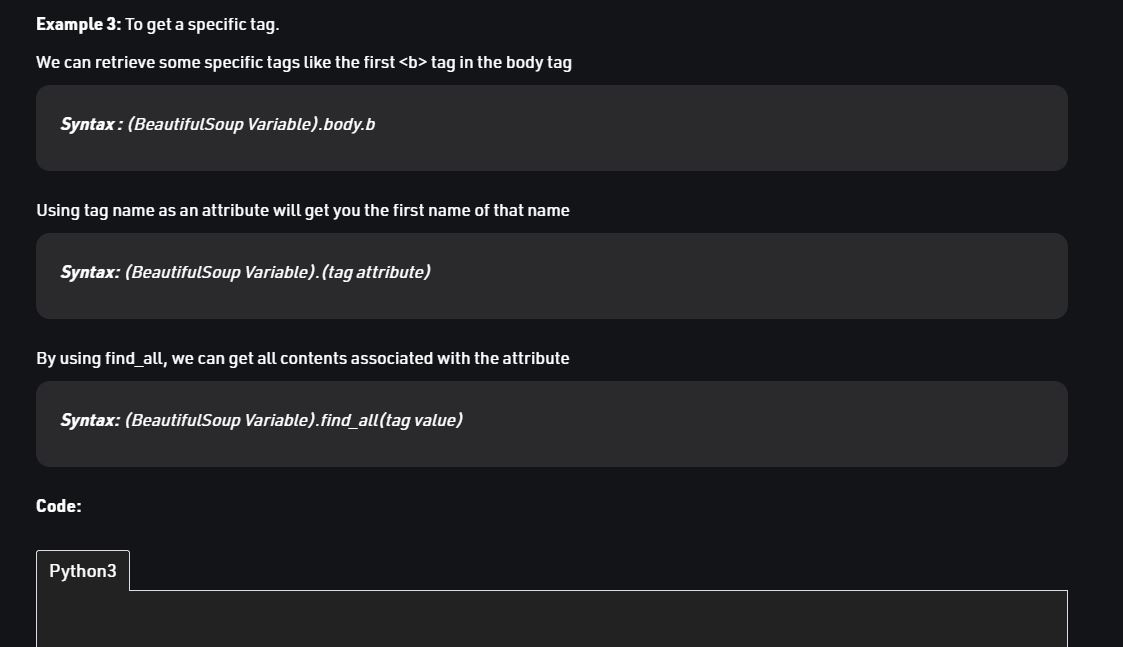 Example 3: To get a specific tag.
We can retrieve some specific tags like the first <b> tag in the body tag
Syntax : (BeautifulSoup Variable).body.b
Using tag name as an attribute will get you the first name of that name
Syntax: (BeautifulSoup Variable).(tag attribute)
By using find_all, we can get all contents associated with the attribute
Syntax: (BeautifulSoup Variable).find_all(tag value)
Code:
Python3